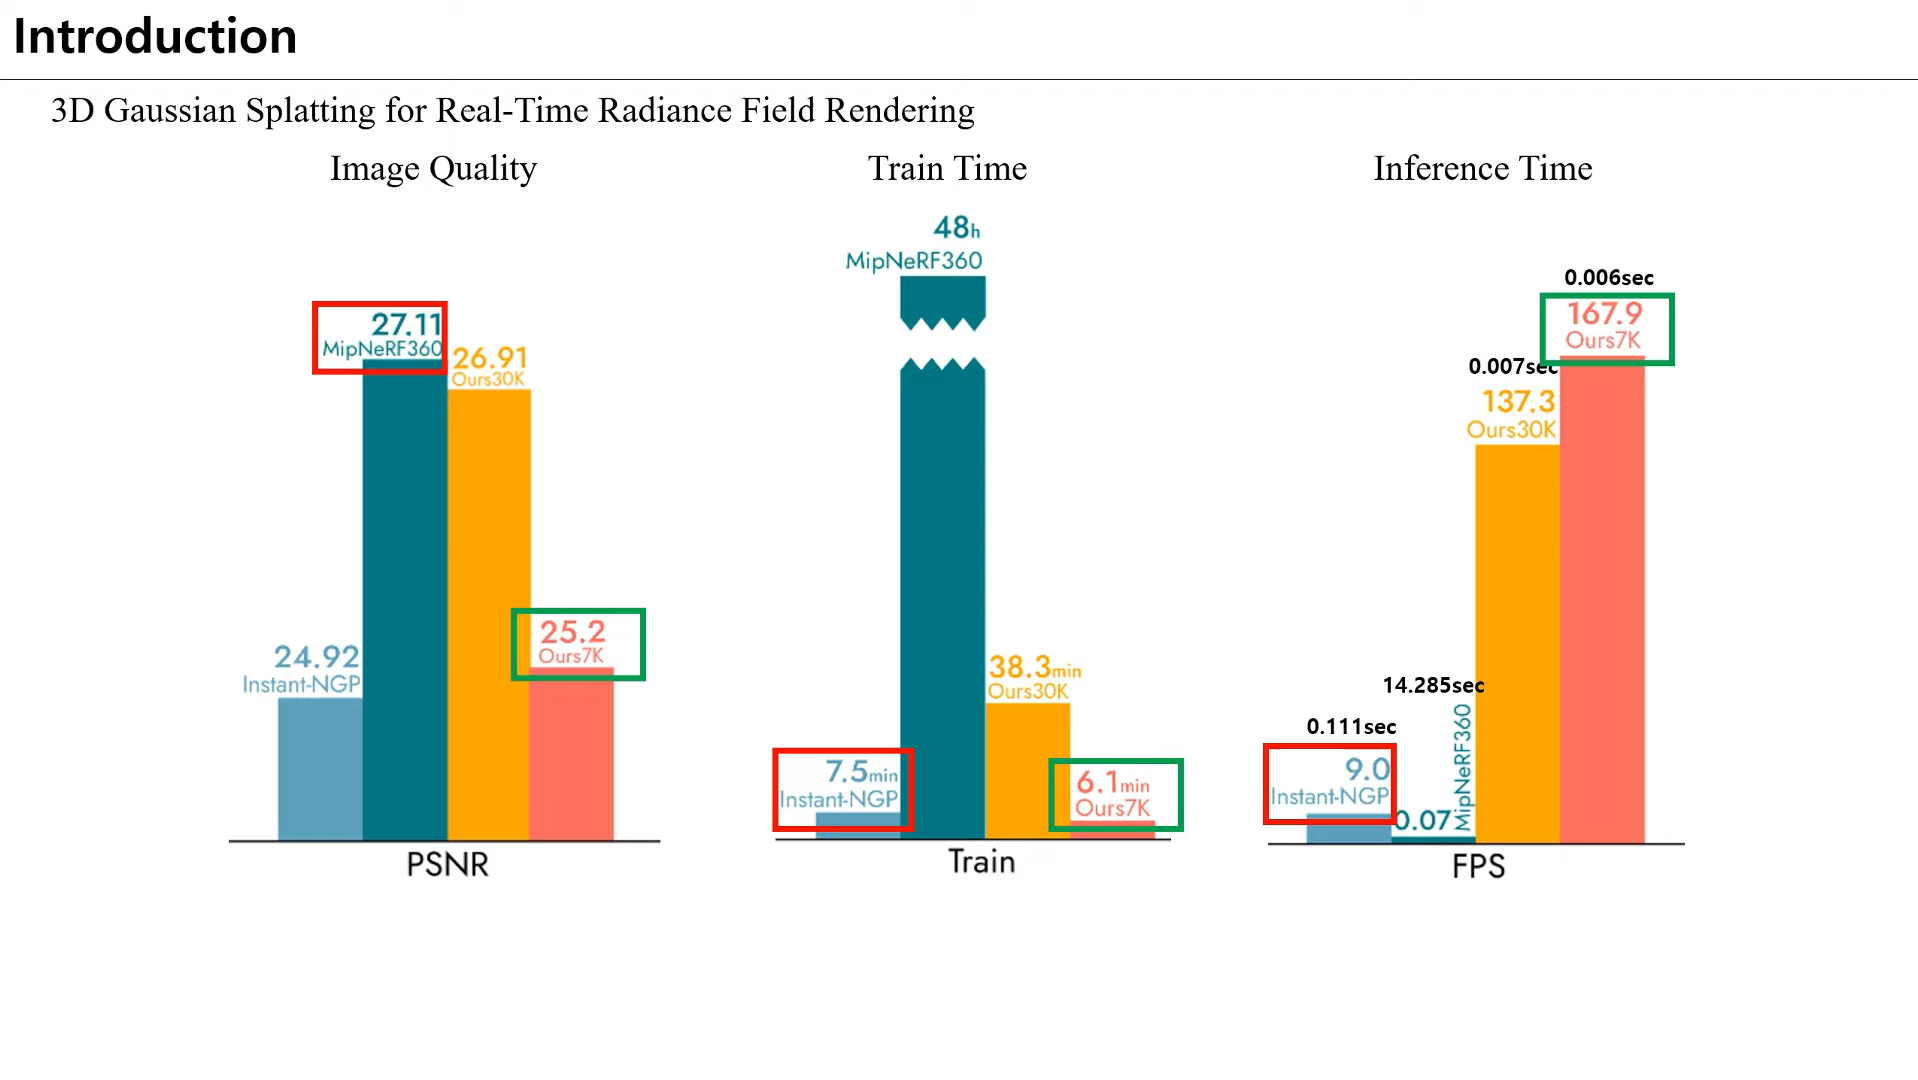 Introduction
3D Gaussian Splatting for Real-Time Radiance Field Rendering
Image Quality
27.11
MipNeRF360
26.91
Ours30K
25.2
Ours7K
24.92
Instant-NGP
PSNR
Train Time
48h
MipNeRF360
38.3min
Ours30K
7.5min
Instant-NGP
6.1min
Ours7K
Train
Inference Time
0.006sec
167.9
Ours7K
0.007sec
137.3
Ours30K
14.285sec
MipNeRF360
0.07
0.111sec
9.0
Instant-NGP
FPS